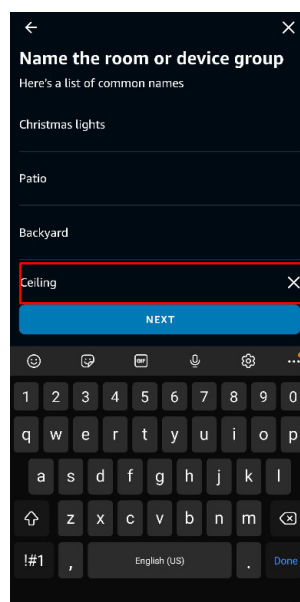 Name the room or device group
Here's a list of common names
Christmas lights
Patio
Backyard
Ceiling
NEXT
GIF
1 2 3 4 5 6 7 8 9 0
q w e r t y u i o p
a s d f g h j k l
z x c v b n m
!#1 , English (US) . Done